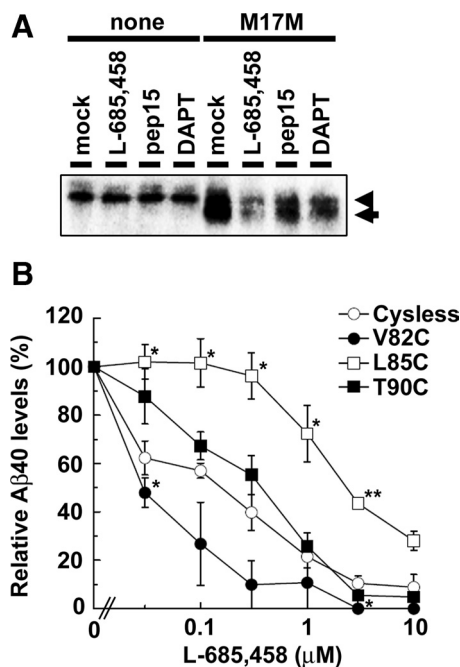 A
none
M17M
mock
L-685,458
pep15
DAPT
mock
L-685,458
pep15
DAPT
B
Relative Aβ40 levels (%)
120
100
80
60
40
20
0
Cysless
V82C
L85C
T90C
*
*
*
*
**
*
*
0
0.1
1
10
L-685,458 (μM)